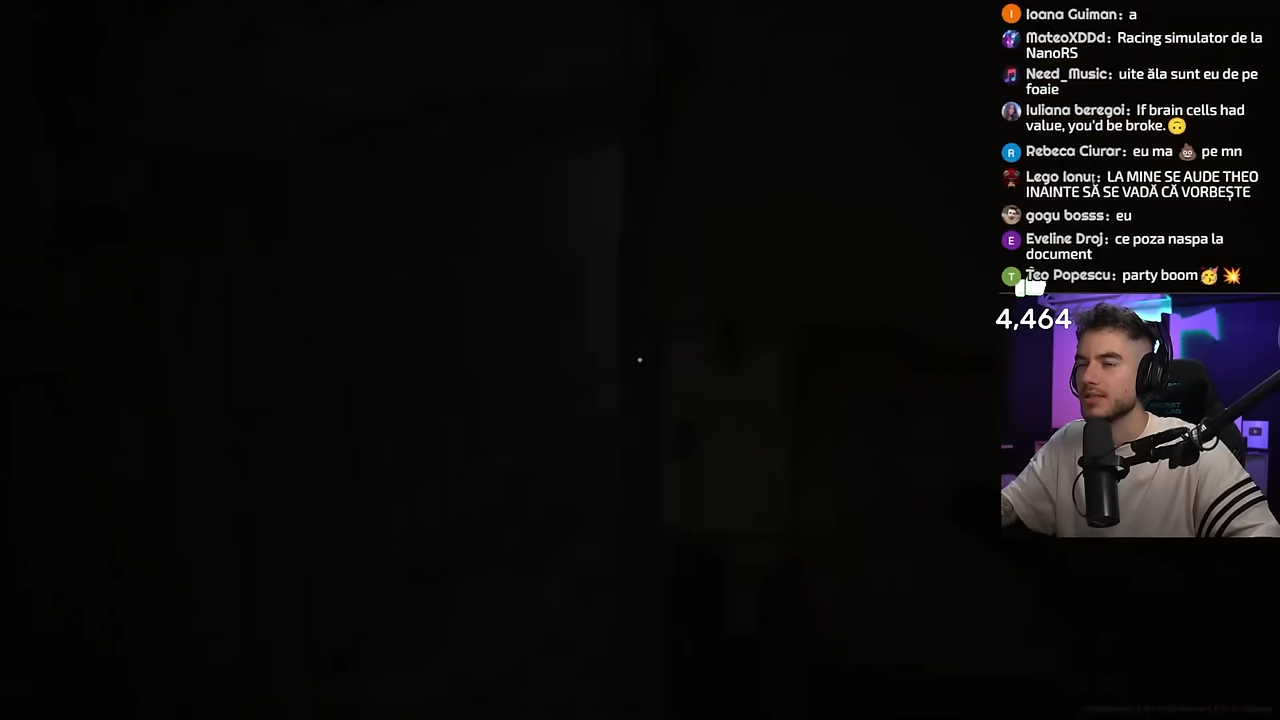 Ioana Guiman: a
MateoXDDd: Racing simulator de la
NanoRS
Need_Music: uite ăla sunt eu de pe
foaie
Iuliana beregoi: If brain cells had
value, you'd be broke.🙃
Rebeca Ciurar: eu ma 💩 pe mn
Lego Ionuț: LA MINE SE AUDE THEO
INAINTE SĂ SE VADĂ CĂ VORBEȘTE
gogu bosss: eu
Eveline Droj: ce poza naspa la
document
Teo Popescu: party boom🥳💥
4,464